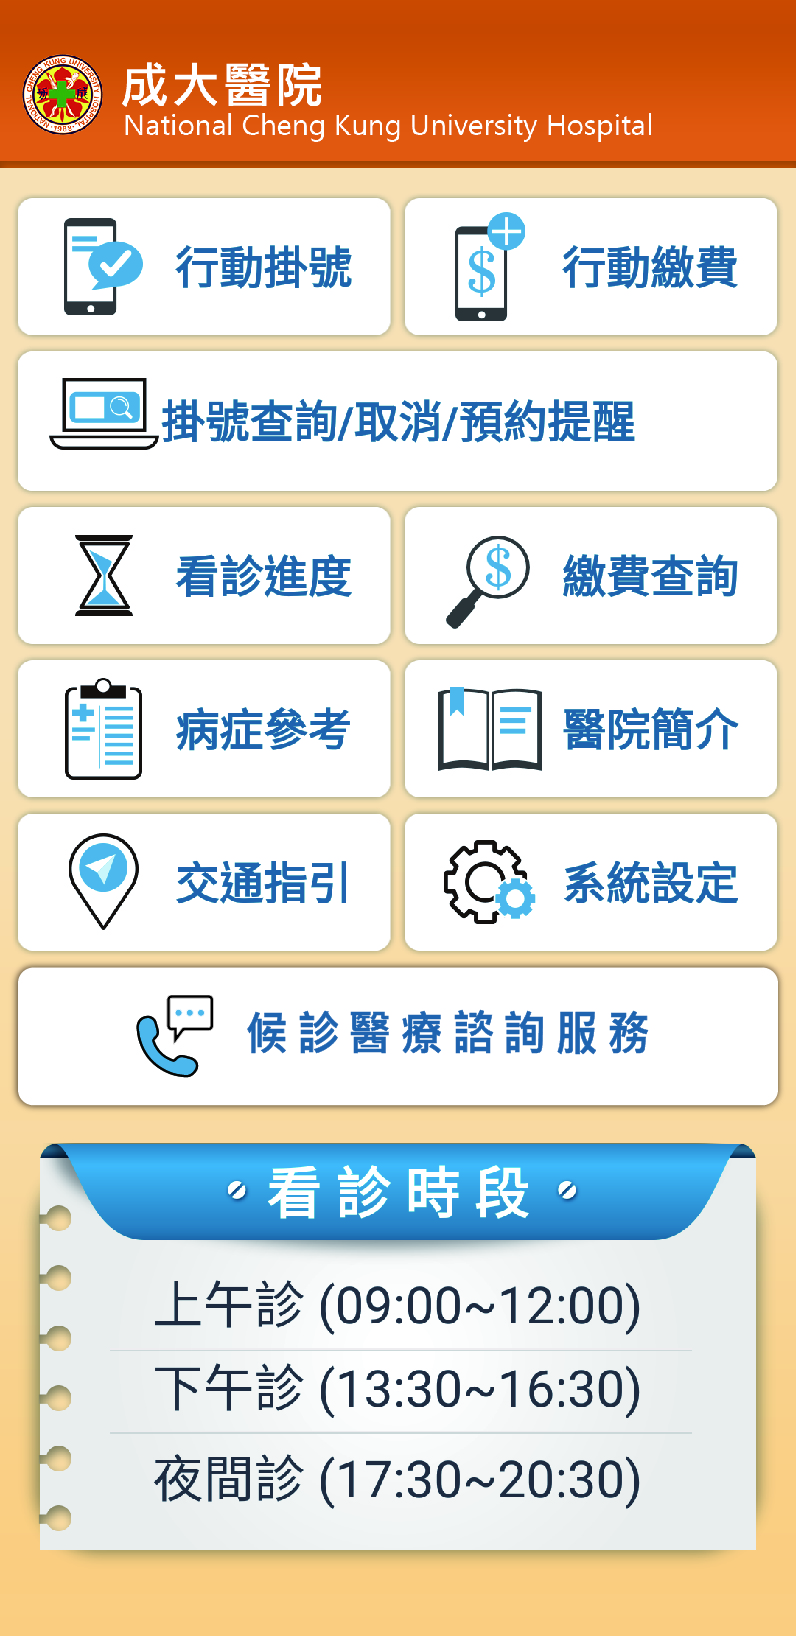 成大醫院
National Cheng Kung University Hospital
行動掛號
行動繳費
掛號查詢/取消/預約提醒
看診進度
繳費查詢
病症參考
醫院簡介
交通指引
系統設定
候診醫療諮詢服務
看診時段
上午診 (09:00~12:00)
下午診 (13:30~16:30)
夜間診 (17:30~20:30)